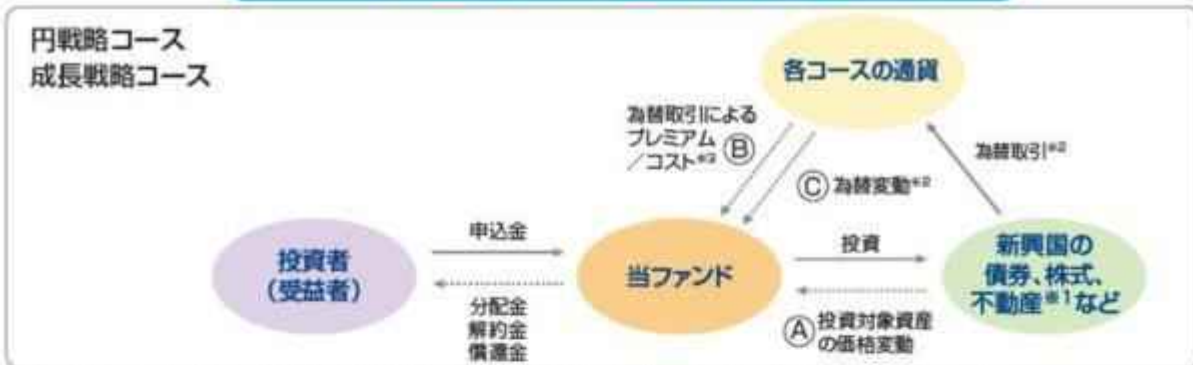 円戦略コース
成長戦略コース
各コースの通貨
為替取引による
プレミアム
／コスト※3 Ⓑ
Ⓒ 為替変動※2
為替取引※2
投資者
（受益者）
申込金
分配金
解約金
償還金
当ファンド
投資
Ⓐ 投資対象資産
の価格変動
新興国の
債券、株式、
不動産※1など